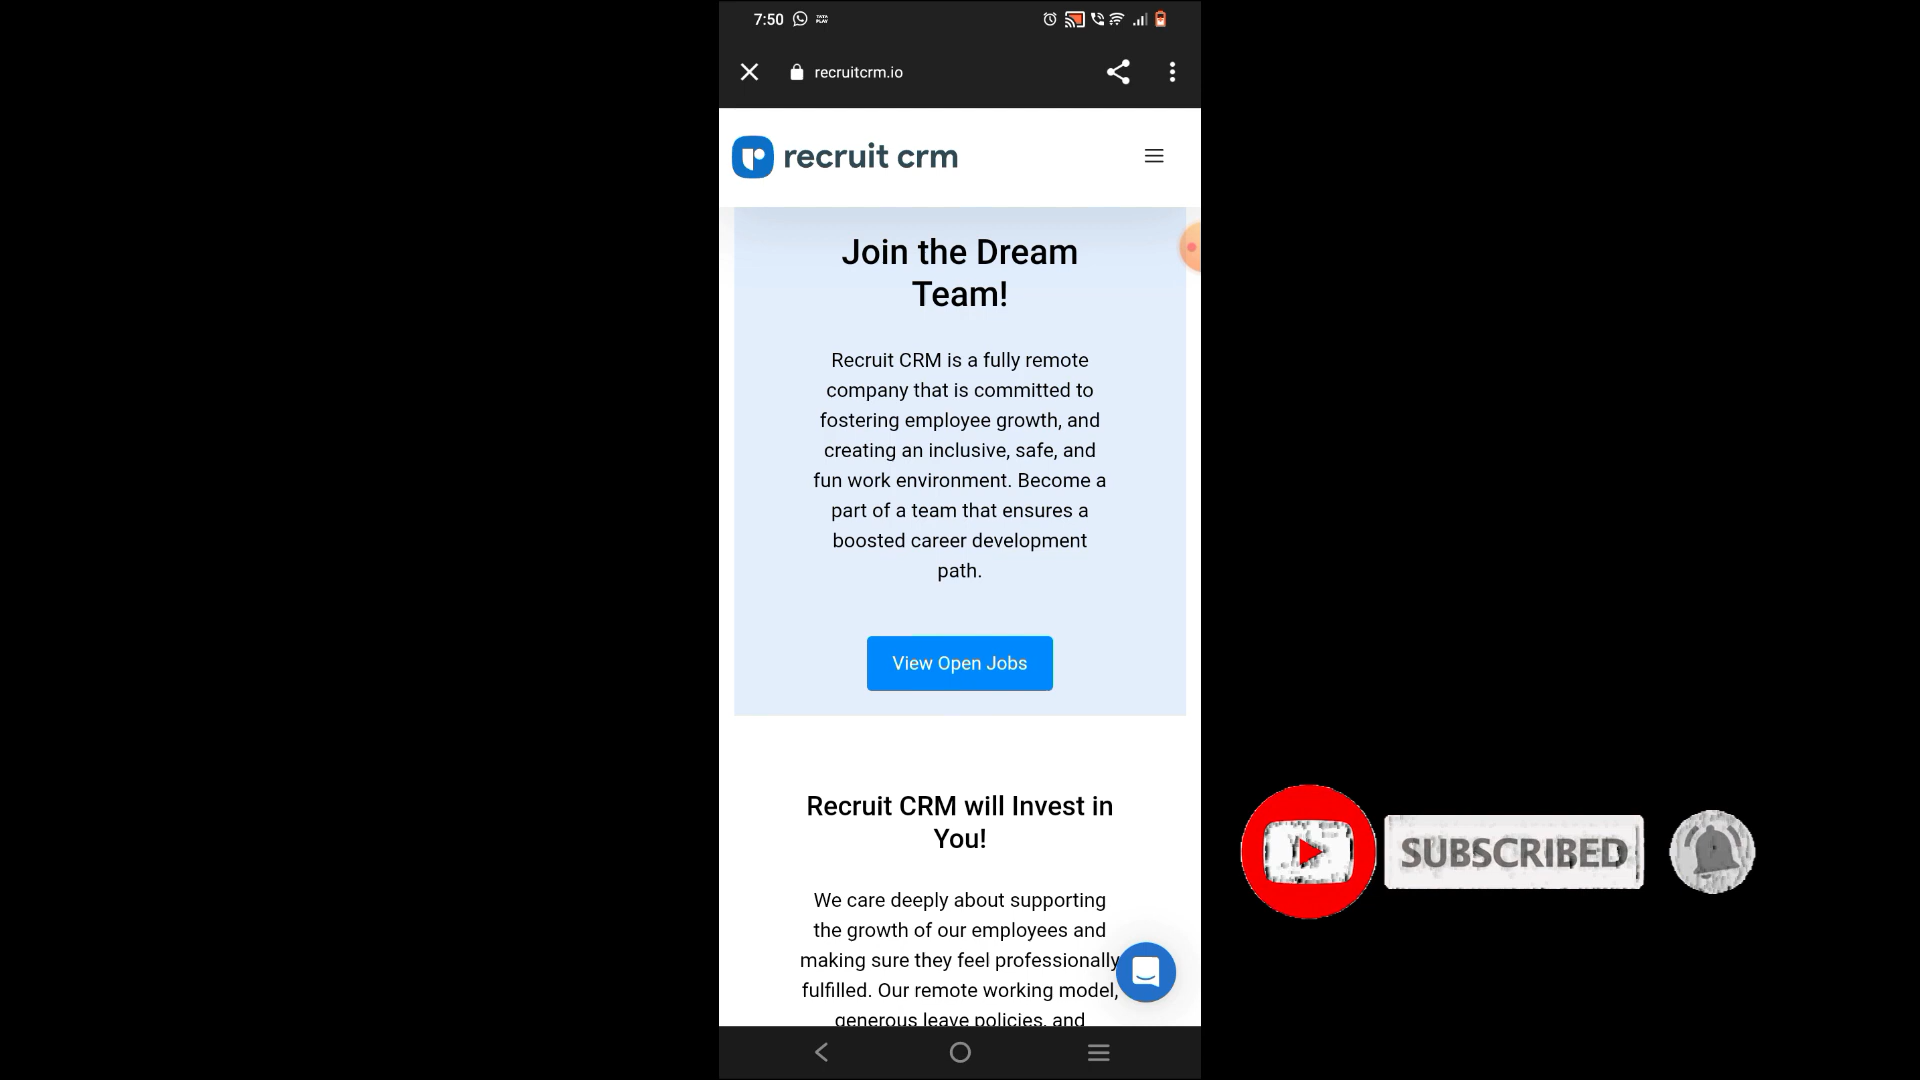 7:50
TATA
PLAY
recruitcrm.io
recruit crm
Join the Dream
Team!
Recruit CRM is a fully remote
company that is committed to
fostering employee growth, and
creating an inclusive, safe, and
fun work environment. Become a
part of a team that ensures a
boosted career development
path.
View Open Jobs
Recruit CRM will Invest in
You!
We care deeply about supporting
the growth of our employees and
making sure they feel professionally
fulfilled. Our remote working model,
generous leave policies, and
SUBSCRIBED